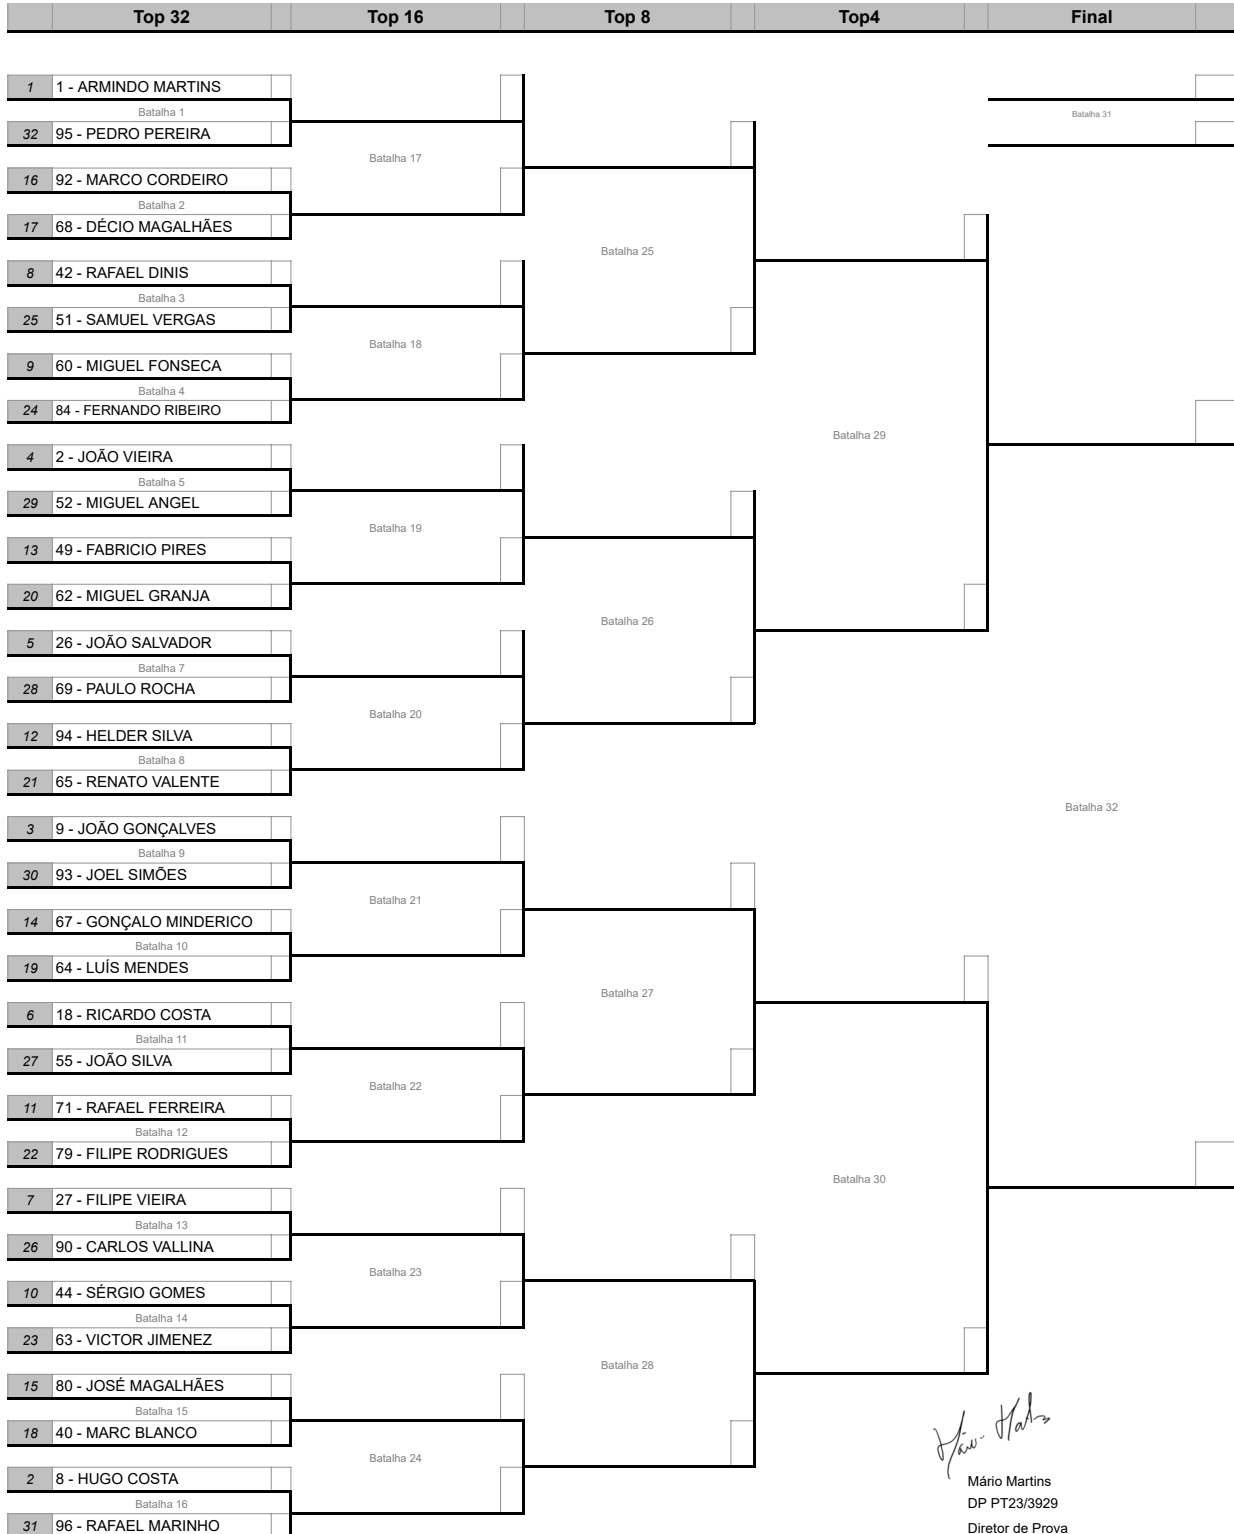 Top 32 Top 16 Top 8 Top4 Final
1 1 - ARMINDO MARTINS
Batalha 1
32 95 - PEDRO PEREIRA
Batalha 31
Batalha 17
16 92 - MARCO CORDEIRO
Batalha 2
17 68 - DÉCIO MAGALHÃES
Batalha 25
8 42 - RAFAEL DINIS
Batalha 3
25 51 - SAMUEL VERGAS
Batalha 18
9 60 - MIGUEL FONSECA
Batalha 4
24 84 - FERNANDO RIBEIRO
Batalha 29
4 2 - JOÃO VIEIRA
Batalha 5
29 52 - MIGUEL ANGEL
Batalha 19
13 49 - FABRICIO PIRES
20 62 - MIGUEL GRANJA
Batalha 26
5 26 - JOÃO SALVADOR
Batalha 7
28 69 - PAULO ROCHA
Batalha 20
12 94 - HELDER SILVA
Batalha 8
21 65 - RENATO VALENTE
Batalha 32
3 9 - JOÃO GONÇALVES
Batalha 9
30 93 - JOEL SIMÕES
Batalha 21
14 67 - GONÇALO MINDERICO
Batalha 10
19 64 - LUÍS MENDES
Batalha 27
6 18 - RICARDO COSTA
Batalha 11
27 55 - JOÃO SILVA
Batalha 22
11 71 - RAFAEL FERREIRA
Batalha 12
22 79 - FILIPE RODRIGUES
Batalha 30
7 27 - FILIPE VIEIRA
Batalha 13
26 90 - CARLOS VALLINA
Batalha 23
10 44 - SÉRGIO GOMES
Batalha 14
23 63 - VICTOR JIMENEZ
Batalha 28
15 80 - JOSÉ MAGALHÃES
Batalha 15
18 40 - MARC BLANCO
Batalha 24
2 8 - HUGO COSTA
Batalha 16
31 96 - RAFAEL MARINHO
Mário Martins
DP PT23/3929
Diretor de Prova